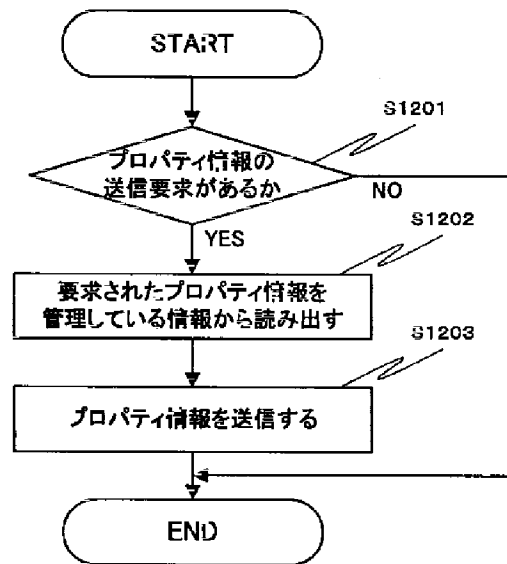 START
S1201
プロパティ情報の
送信要求があるか
NO
YES
S1202
要求されたプロパティ情報を
管理している情報から読み出す
S1203
プロパティ情報を送信する
END